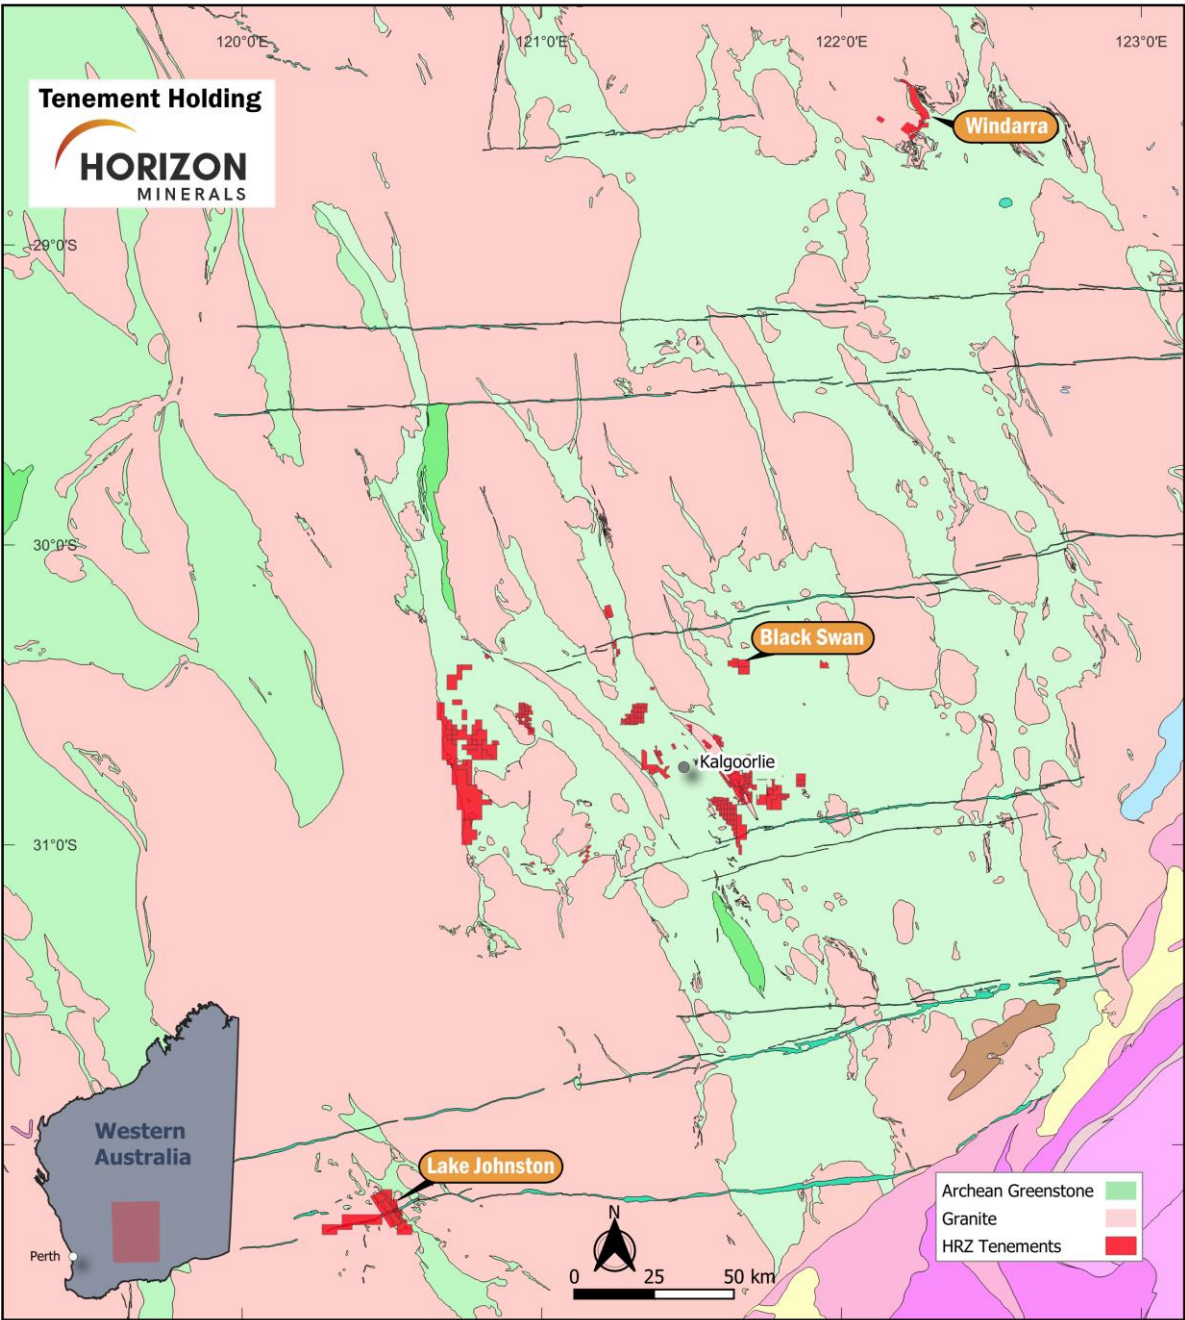 120°0'E
121°0'E
122°0'E
123°0'E
Tenement Holding
HORIZON
MINERALS
Windarra
29°0'S
30°0'S
Black Swan
Kalgoorlie
31°0'S
Western
Australia
Perth
Lake Johnston
N
0 25 50 km
Archean Greenstone
Granite
HRZ Tenements